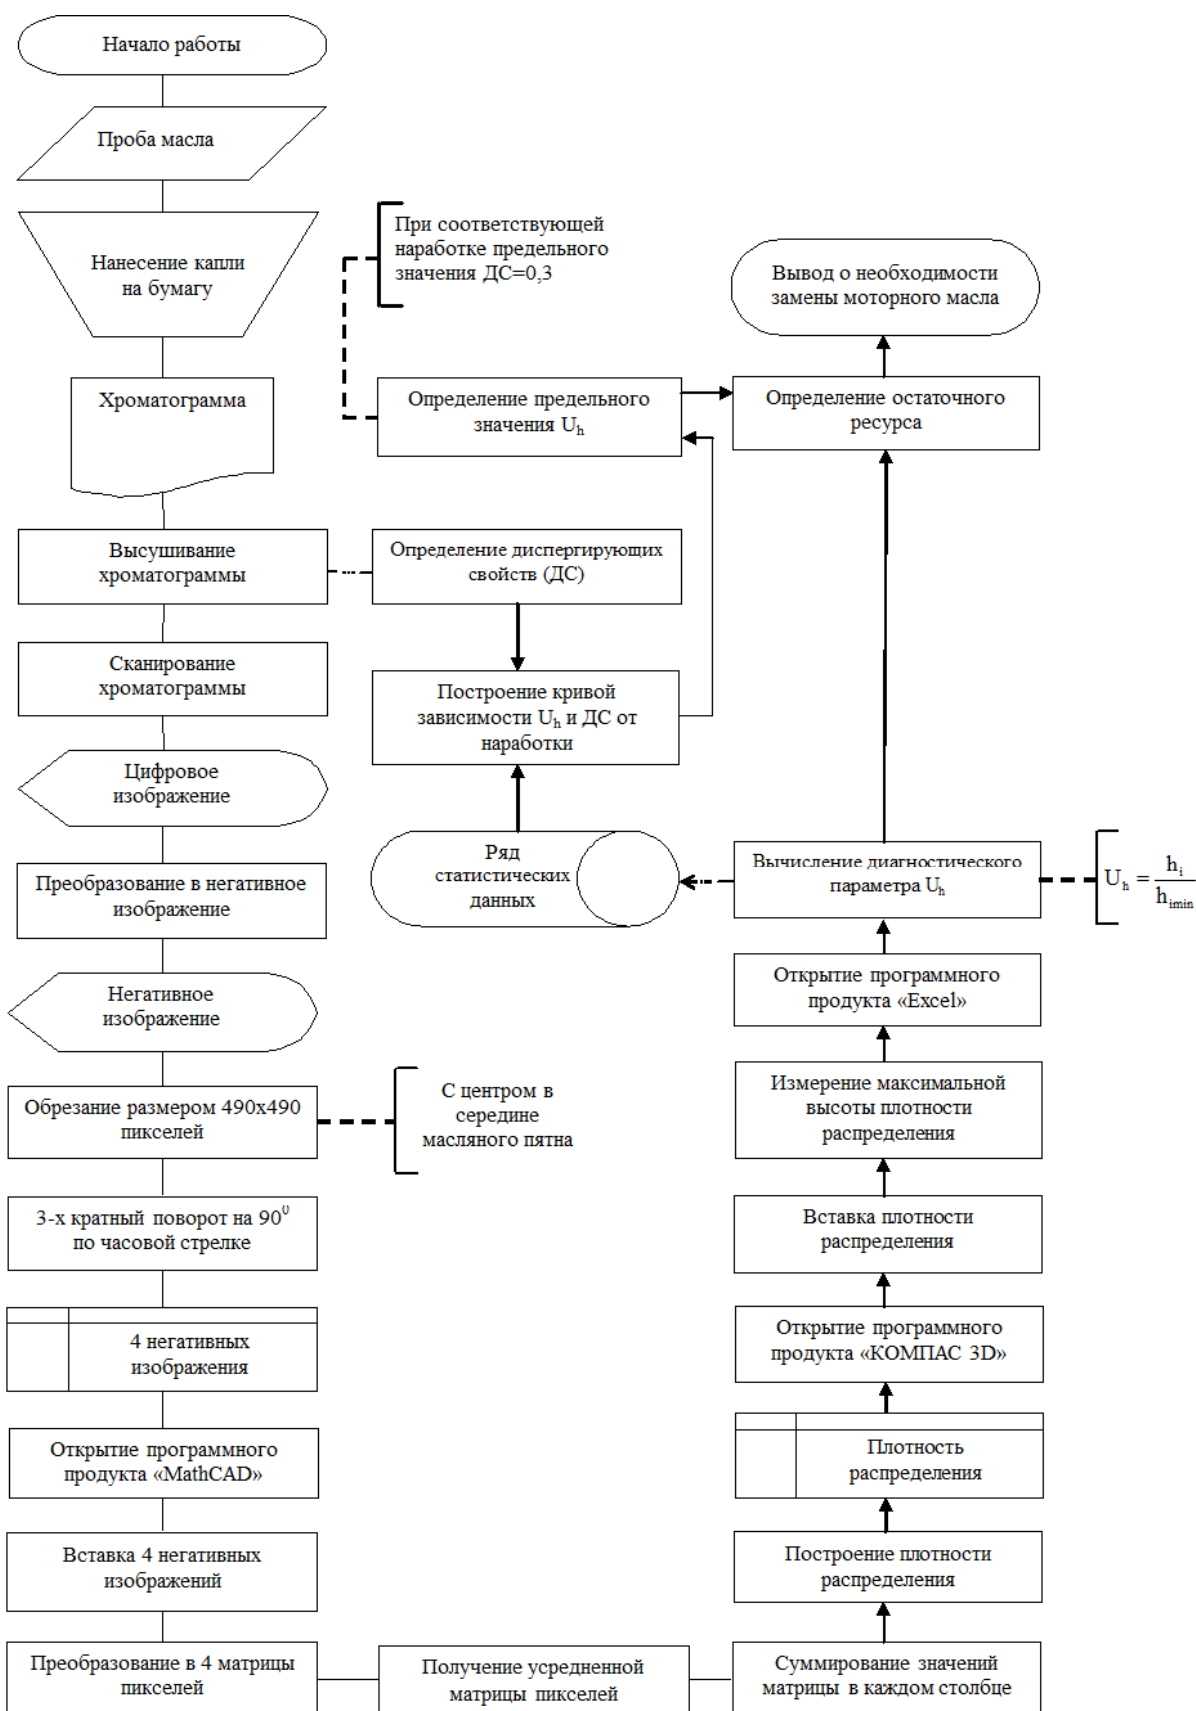 Начало работы
Проба масла
Нанесение капли
на бумагу
Хроматограмма
Высушивание
хроматограммы
Сканирование
хроматограммы
Цифровое
изображение
Преобразование в негативное
изображение
Негативное
изображение
Обрезание размером 490x490
пикселей
С центром в
середине
масляного пятна
3-х кратный поворот на 90⁰
по часовой стрелке
4 негативных
изображения
Открытие программного
продукта «MathCAD»
Вставка 4 негативных
изображений
Преобразование в 4 матрицы
пикселей
Получение усредненной
матрицы пикселей
Суммирование значений
матрицы в каждом столбце
Построение плотности
распределения
Плотность
распределения
Открытие программного
продукта «КОМПАС 3D»
Вставка плотности
распределения
Измерение максимальной
высоты плотности
распределения
Открытие программного
продукта «Excel»
Вычисление диагностического
параметра Uh
Uh = hi / himin
Ряд
статистических
данных
Построение кривой
зависимости Uh и ДС от
наработки
Определение диспергирующих
свойств (ДС)
Определение предельного
значения Uh
При соответствующей
наработке предельного
значения ДС=0,3
Определение остаточного
ресурса
Вывод о необходимости
замены моторного масла